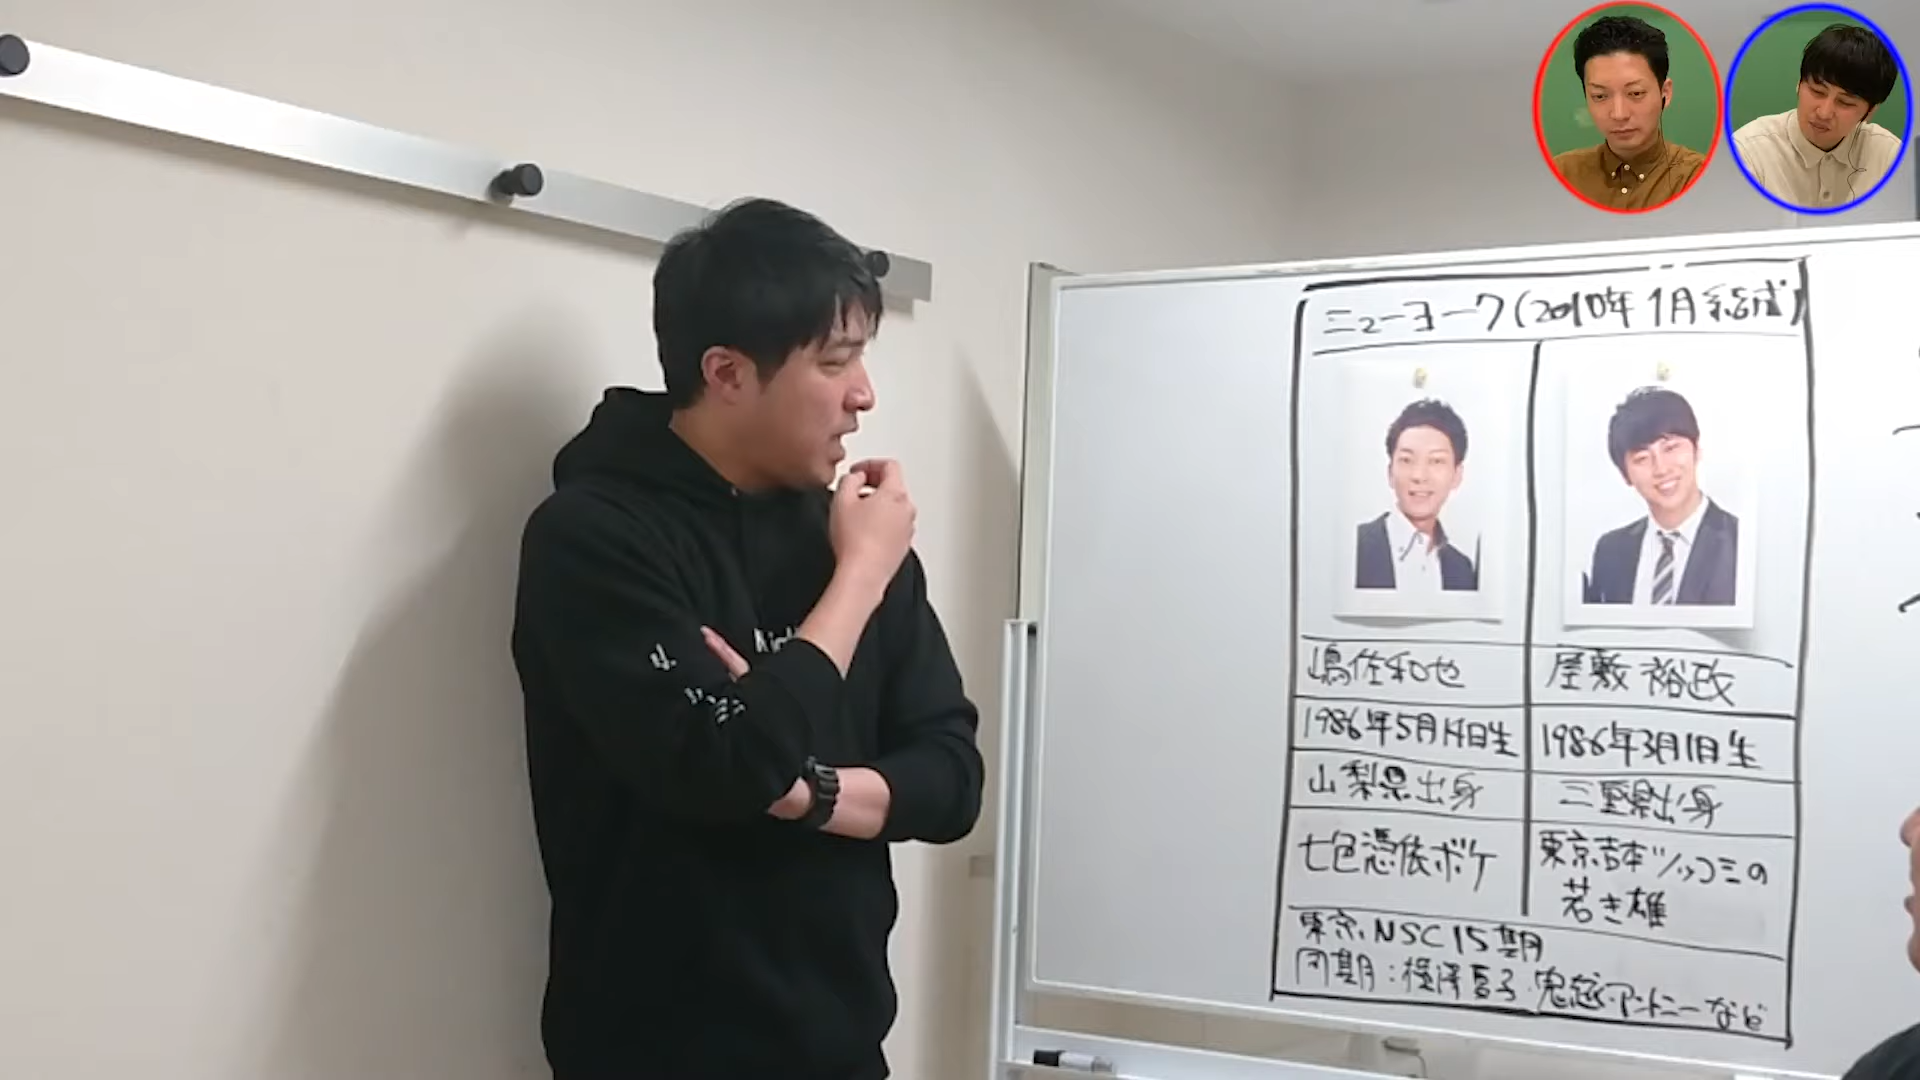 ニューヨーク(2010年1月結成)
嶋佐和也
屋敷裕政
1986年5月14日生
1986年3月1日生
山梨県出身
三重県出身
七色憑依ボケ
東京吉本ツッコミの
若き雄
東京NSC15期
同期:横澤夏子・鬼越・アントニーなど